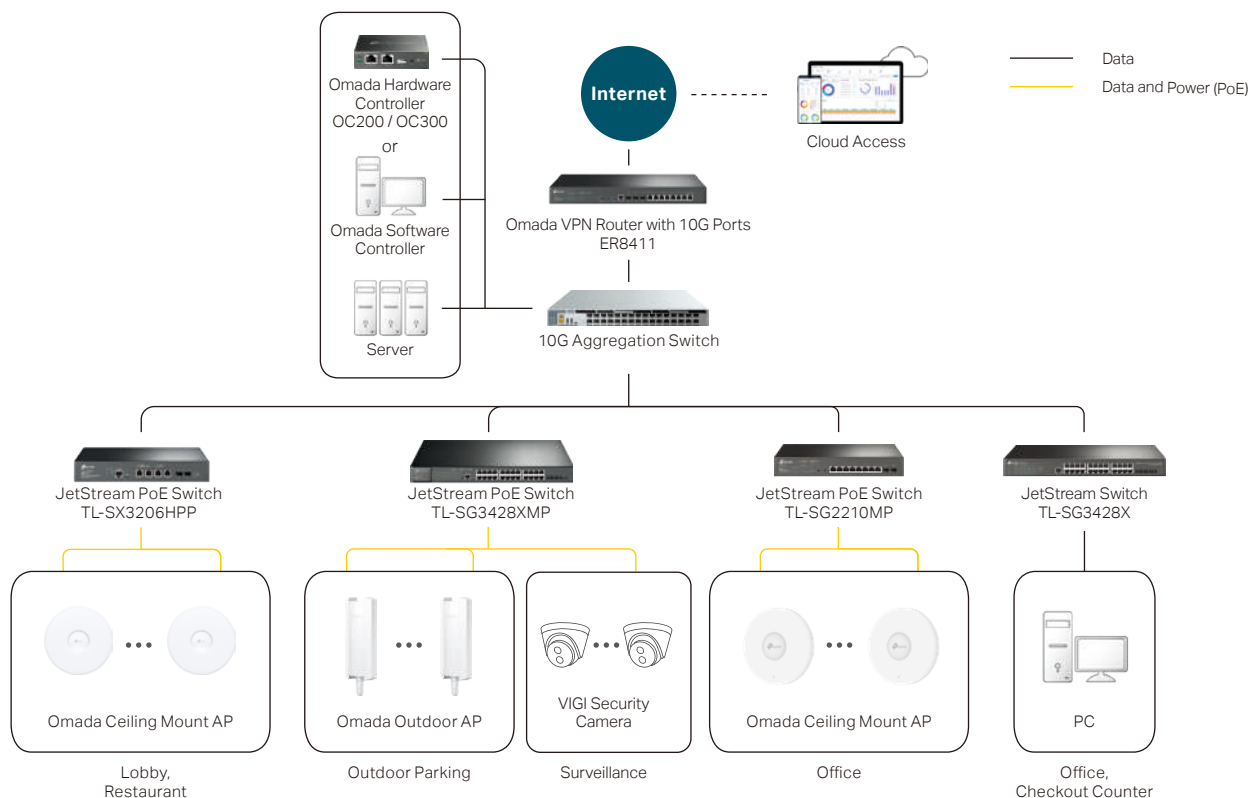 Omada Hardware
Controller
OC200 / OC300
or
Omada Software
Controller
Server
Internet
Cloud Access
Data
Data and Power (PoE)
Omada VPN Router with 10G Ports
ER8411
10G Aggregation Switch
JetStream PoE Switch
TL-SX3206HPP
JetStream PoE Switch
TL-SG3428XMP
JetStream PoE Switch
TL-SG2210MP
JetStream Switch
TL-SG3428X
Omada Ceiling Mount AP
Omada Outdoor AP
VIGI Security
Camera
Omada Ceiling Mount AP
PC
Lobby,
Restaurant
Outdoor Parking
Surveillance
Office
Office,
Checkout Counter